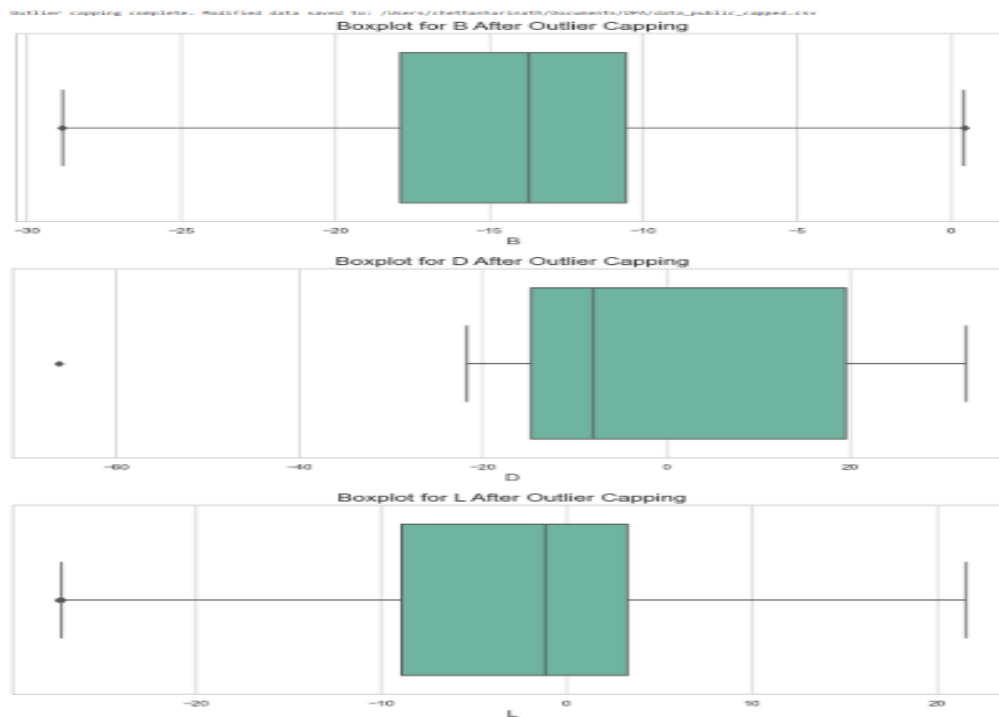 Outlier capping complete. Modified data saved to: /Users/chethanharinath/Documents/DPA/data_public_capped.csv
Boxplot for B After Outlier Capping
−30 −25 −20 −15 −10 −5 0
B
Boxplot for D After Outlier Capping
−60 −40 −20 0 20
D
Boxplot for L After Outlier Capping
−20 −10 0 10 20
L